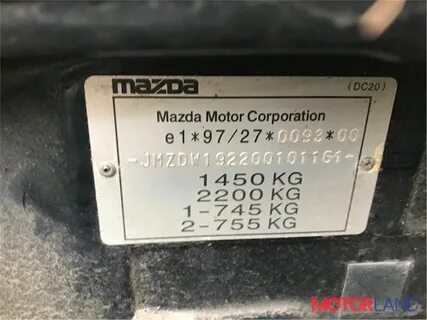 mazda
(DC20)
Mazda Motor Corporation
e1*97/27*0093*00
-JMZDW192200101161-
1450 KG
2200 KG
1-745 KG
2-755 KG
MOTORLAND